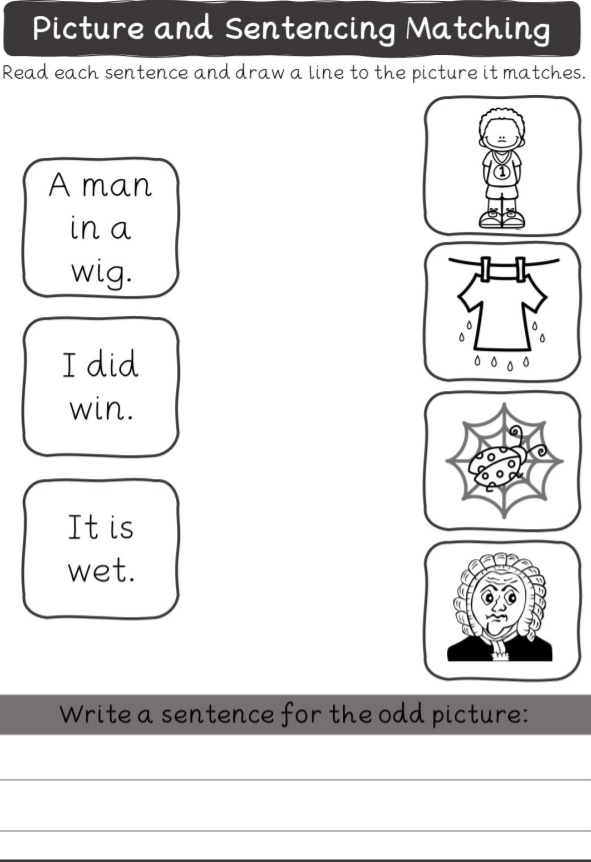 Picture and Sentencing Matching
Read each sentence and draw a line to the picture it matches.
A man
in a
wig.
I did
win.
It is
wet.
1
Write a sentence for the odd picture: